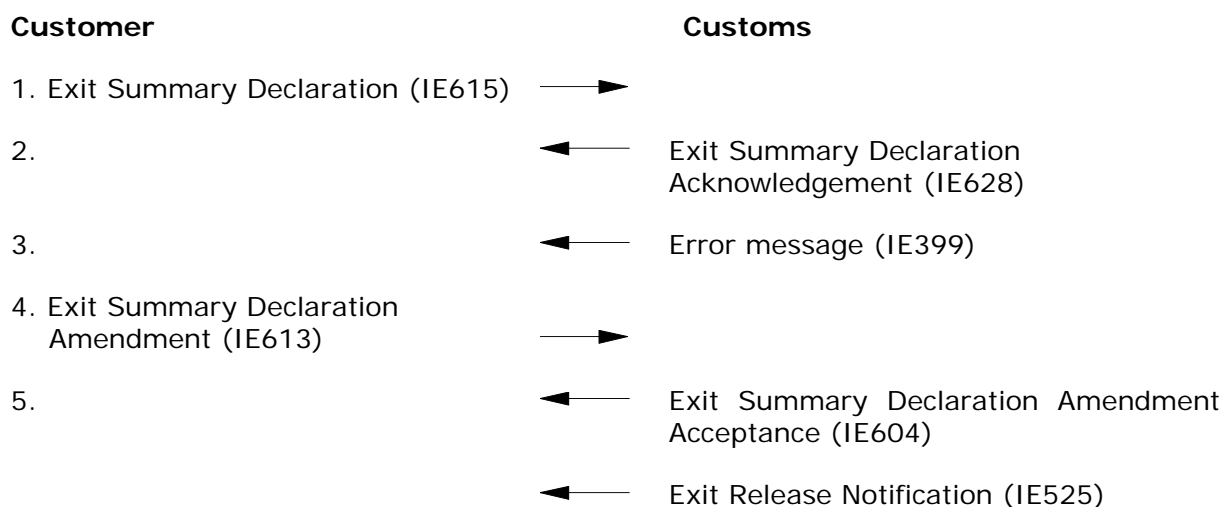 Customer Customs
1. Exit Summary Declaration (IE615)
2. Exit Summary Declaration
Acknowledgement (IE628)
3. Error message (IE399)
4. Exit Summary Declaration
Amendment (IE613)
5. Exit Summary Declaration Amendment
Acceptance (IE604)
Exit Release Notification (IE525)